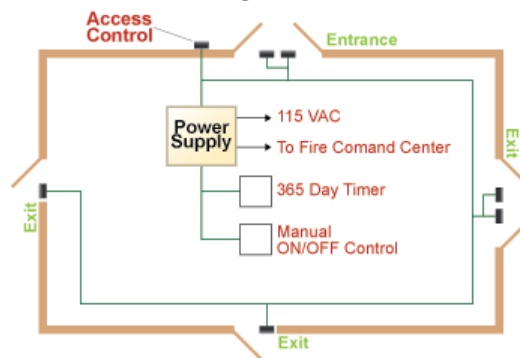 Access
Control
Entrance
Power
Supply
115 VAC
To Fire Comand Center
365 Day Timer
Manual
ON/OFF Control
Exit
Exit
Exit